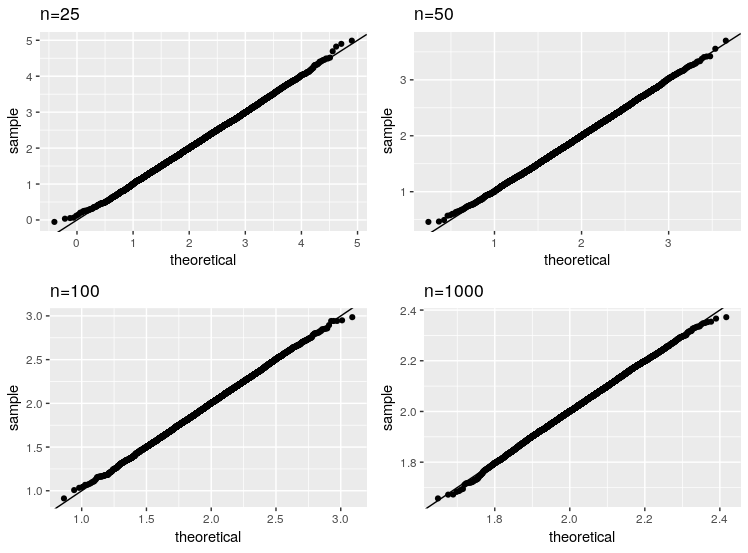 n=25
5
4
3
2
1
0
sample
0 1 2 3 4 5
theoretical
n=50
3
2
1
sample
1 2 3
theoretical
n=100
3.0
2.5
2.0
1.5
1.0
sample
1.0 1.5 2.0 2.5 3.0
theoretical
n=1000
2.4
2.2
2.0
1.8
sample
1.8 2.0 2.2 2.4
theoretical